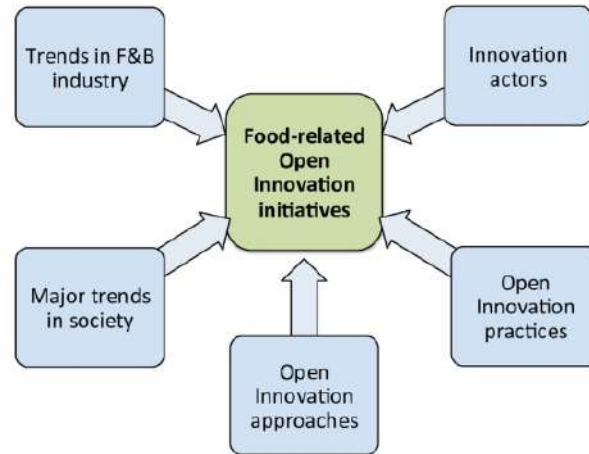 Trends in F&B
industry
Innovation
actors
Food-related
Open
Innovation
initiatives
Major trends
in society
Open
Innovation
practices
Open
Innovation
approaches